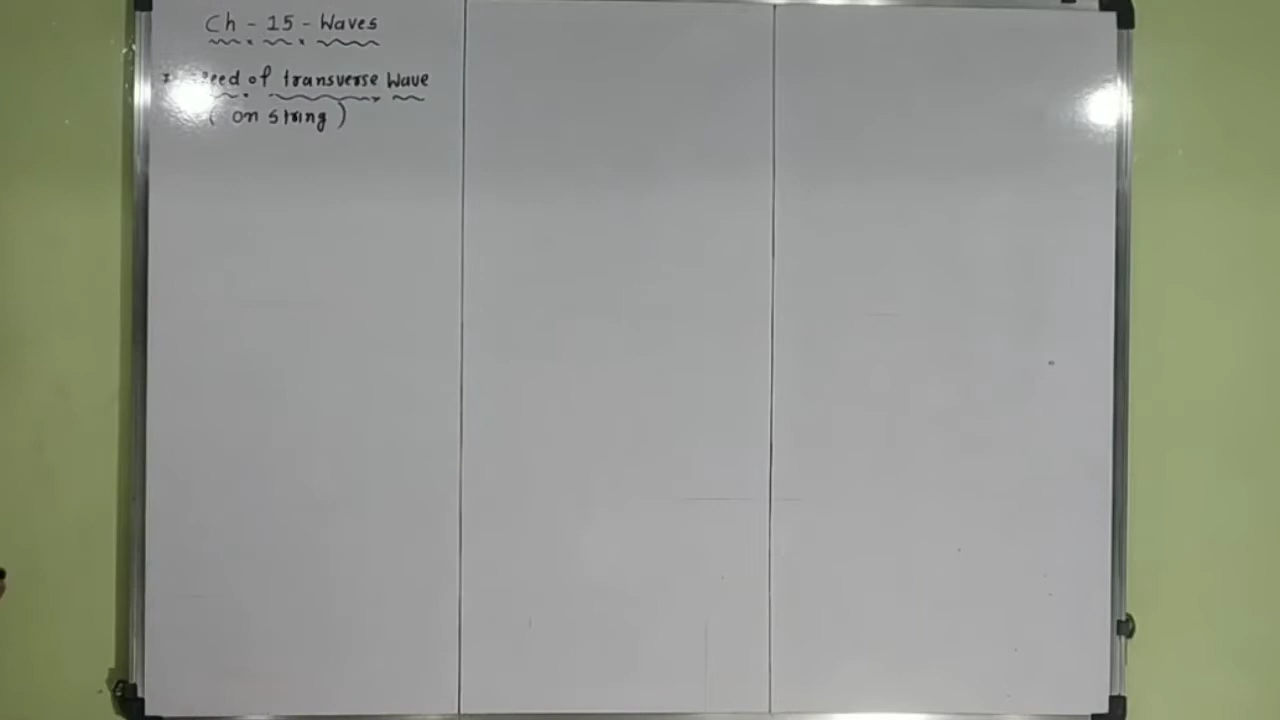 Ch - 15 - Waves
of transverse Wave
( on string )